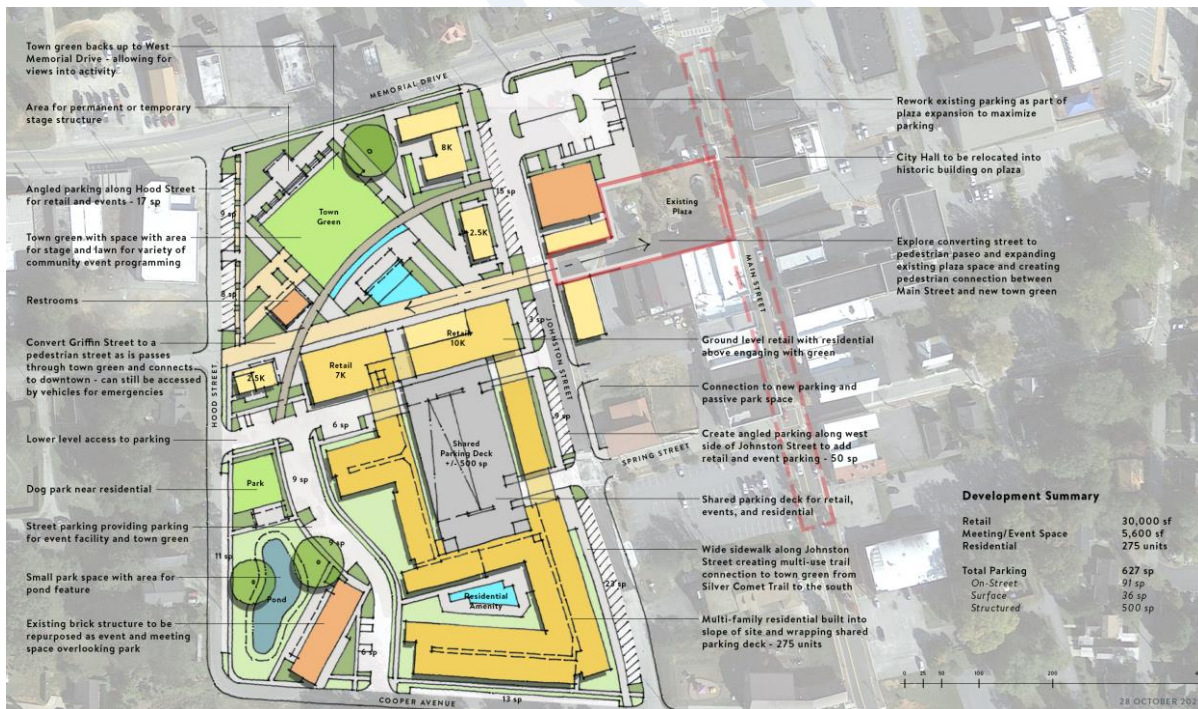 Town green backs up to West
Memorial Drive - allowing for
views into activity
Area for permanent or temporary
stage structure
Angled parking along Hood Street
for retail and events - 17 sp
Town green with space with area
for stage and lawn for variety of
community event programming
Restrooms
Convert Griffin Street to a
pedestrian street as is passes
through town green and connects
to downtown - can still be accessed
by vehicles for emergencies
Lower level access to parking
Dog park near residential
Street parking providing parking
for event facility and town green
Small park space with area for
pond feature
Existing brick structure to be
repurposed as event and meeting
space overlooking park
MEMORIAL DRIVE
8K
15 sp
9 sp
Town
Green
2.5K
8 sp
Existing
Plaza
MAIN STREET
Retail
10K
3 sp
JOHNSTON STREET
Retail
7K
2.5K
HOOD STREET
6 sp
Shared
Parking Deck
+/- 500 sp
9 sp
SPRING STREET
Park
9 sp
11 sp
9 sp
Pond
Residential
Amenity
23 sp
6 sp
13 sp
COOPER AVENUE
Rework existing parking as part of
plaza expansion to maximize
parking
City Hall to be relocated into
historic building on plaza
Explore converting street to
pedestrian paseo and expanding
existing plaza space and creating
pedestrian connection between
Main Street and new town green
Ground level retail with residential
above engaging with green
Connection to new parking and
passive park space
Create angled parking along west
side of Johnston Street to add
retail and event parking - 50 sp
Shared parking deck for retail,
events, and residential
Wide sidewalk along Johnston
Street creating multi-use trail
connection to town green from
Silver Comet Trail to the south
Multi-family residential built into
slope of site and wrapping shared
parking deck - 275 units
Development Summary
Retail 30,000 sf
Meeting/Event Space 5,600 sf
Residential 275 units
Total Parking 627 sp
On-Street 91 sp
Surface 36 sp
Structured 500 sp
0 25 50 100 200
28 OCTOBER